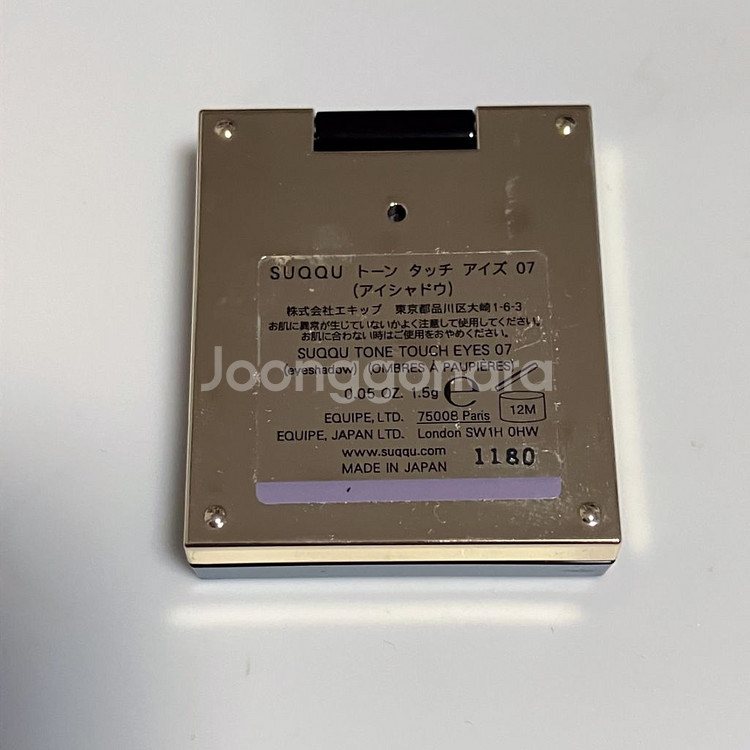 SUQQU トーン タッチ アイズ 07
(アイシャドウ)
株式会社エキップ 東京都品川区大崎1-6-3
お肌に異常が生じていないかよく注意して使用してください。
お肌に合わない時はご使用をおやめください。
SUQQU TONE TOUCH EYES 07
(eyeshadow) (OMBRES À PAUPIÈRES)
Joonggonara
0.05 OZ. 1.5g e
12M
EQUIPE, LTD. 75008 Paris
EQUIPE, JAPAN LTD. London SW1H 0HW
www.suqqu.com
MADE IN JAPAN 1180